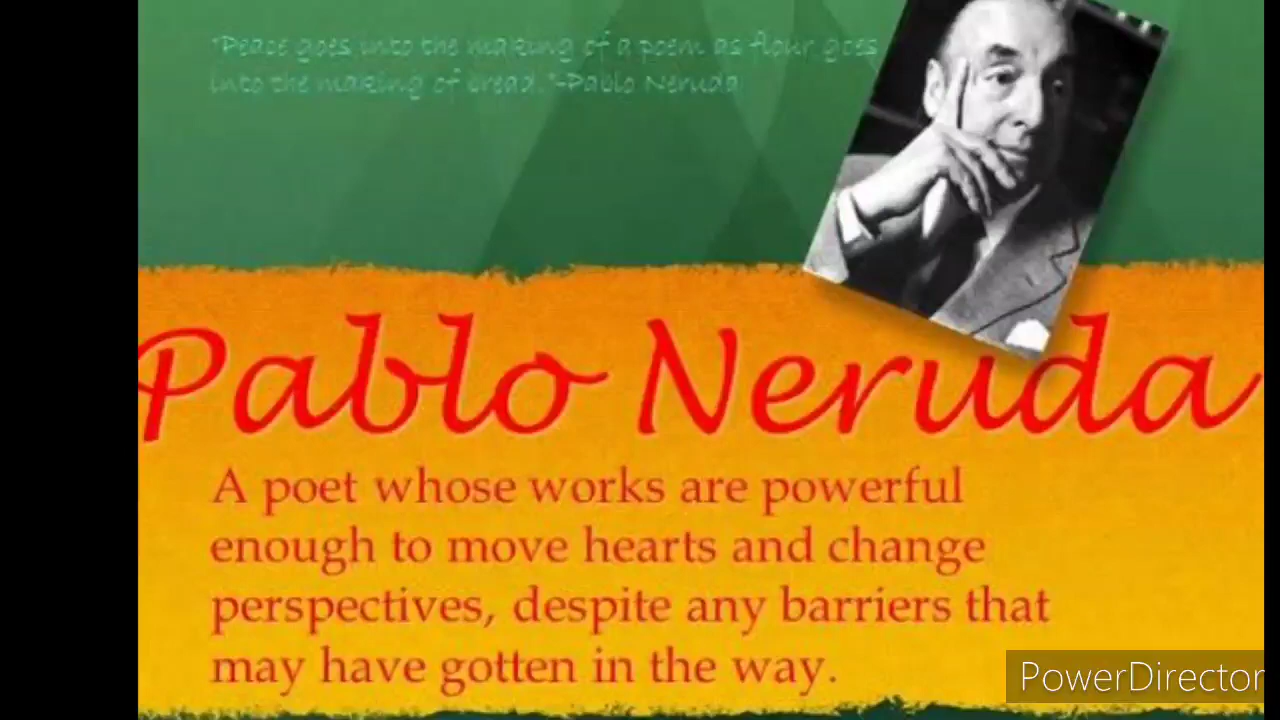 "Peace goes into the making of a poem as flour goes
into the making of bread."-Pablo Neruda
Pablo Neruda
A poet whose works are powerful
enough to move hearts and change
perspectives, despite any barriers that
may have gotten in the way.
PowerDirector